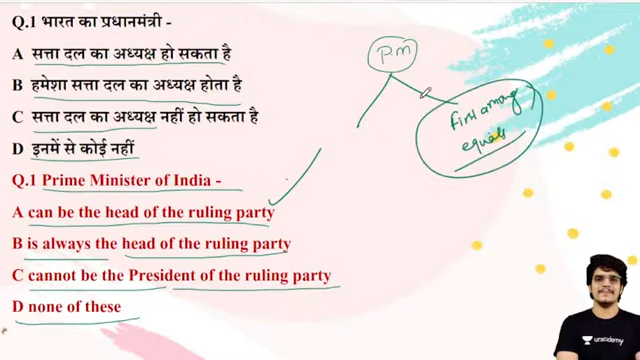 Q.1 भारत का प्रधानमंत्री -
A सत्ता दल का अध्यक्ष हो सकता है
B हमेशा सत्ता दल का अध्यक्ष होता है
C सत्ता दल का अध्यक्ष नहीं हो सकता है
D इनमें से कोई नहीं
Q.1 Prime Minister of India -
A can be the head of the ruling party
B is always the head of the ruling party
C cannot be the President of the ruling party
D none of these
P.M
first among
equals
unacademy